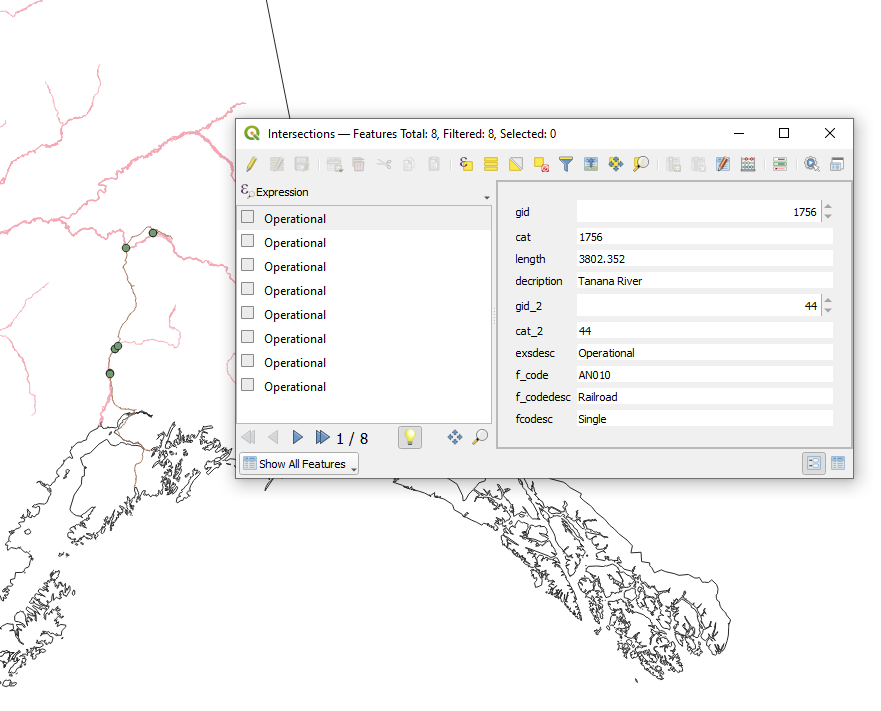 Intersections — Features Total: 8, Filtered: 8, Selected: 0
Expression
Operational
Operational
Operational
Operational
Operational
Operational
Operational
Operational
1 / 8
Show All Features
gid 1756
cat 1756
length 3802.352
decription Tanana River
gid_2 44
cat_2 44
exsdesc Operational
f_code AN010
f_codedesc Railroad
fcodesc Single